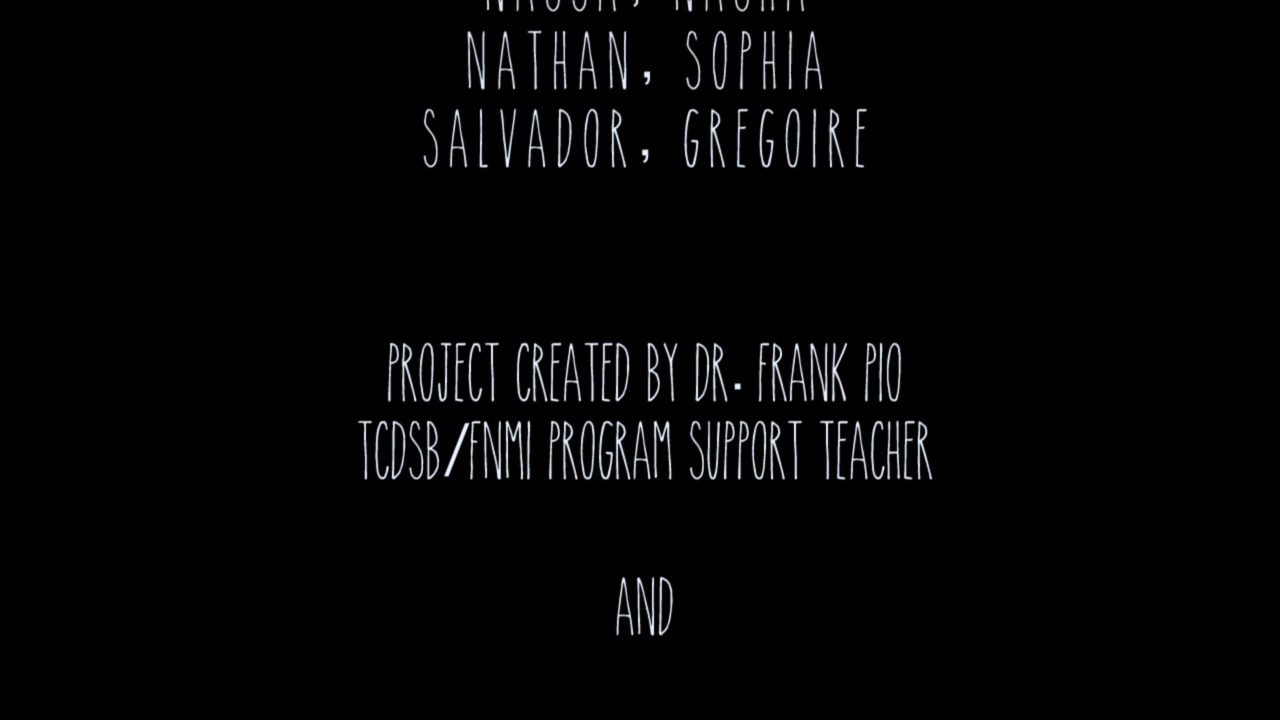 NATHAN, SOPHIA
SALVADOR, GREGOIRE
PROJECT CREATED BY DR. FRANK PIO
TCDSB/FNMI PROGRAM SUPPORT TEACHER
AND